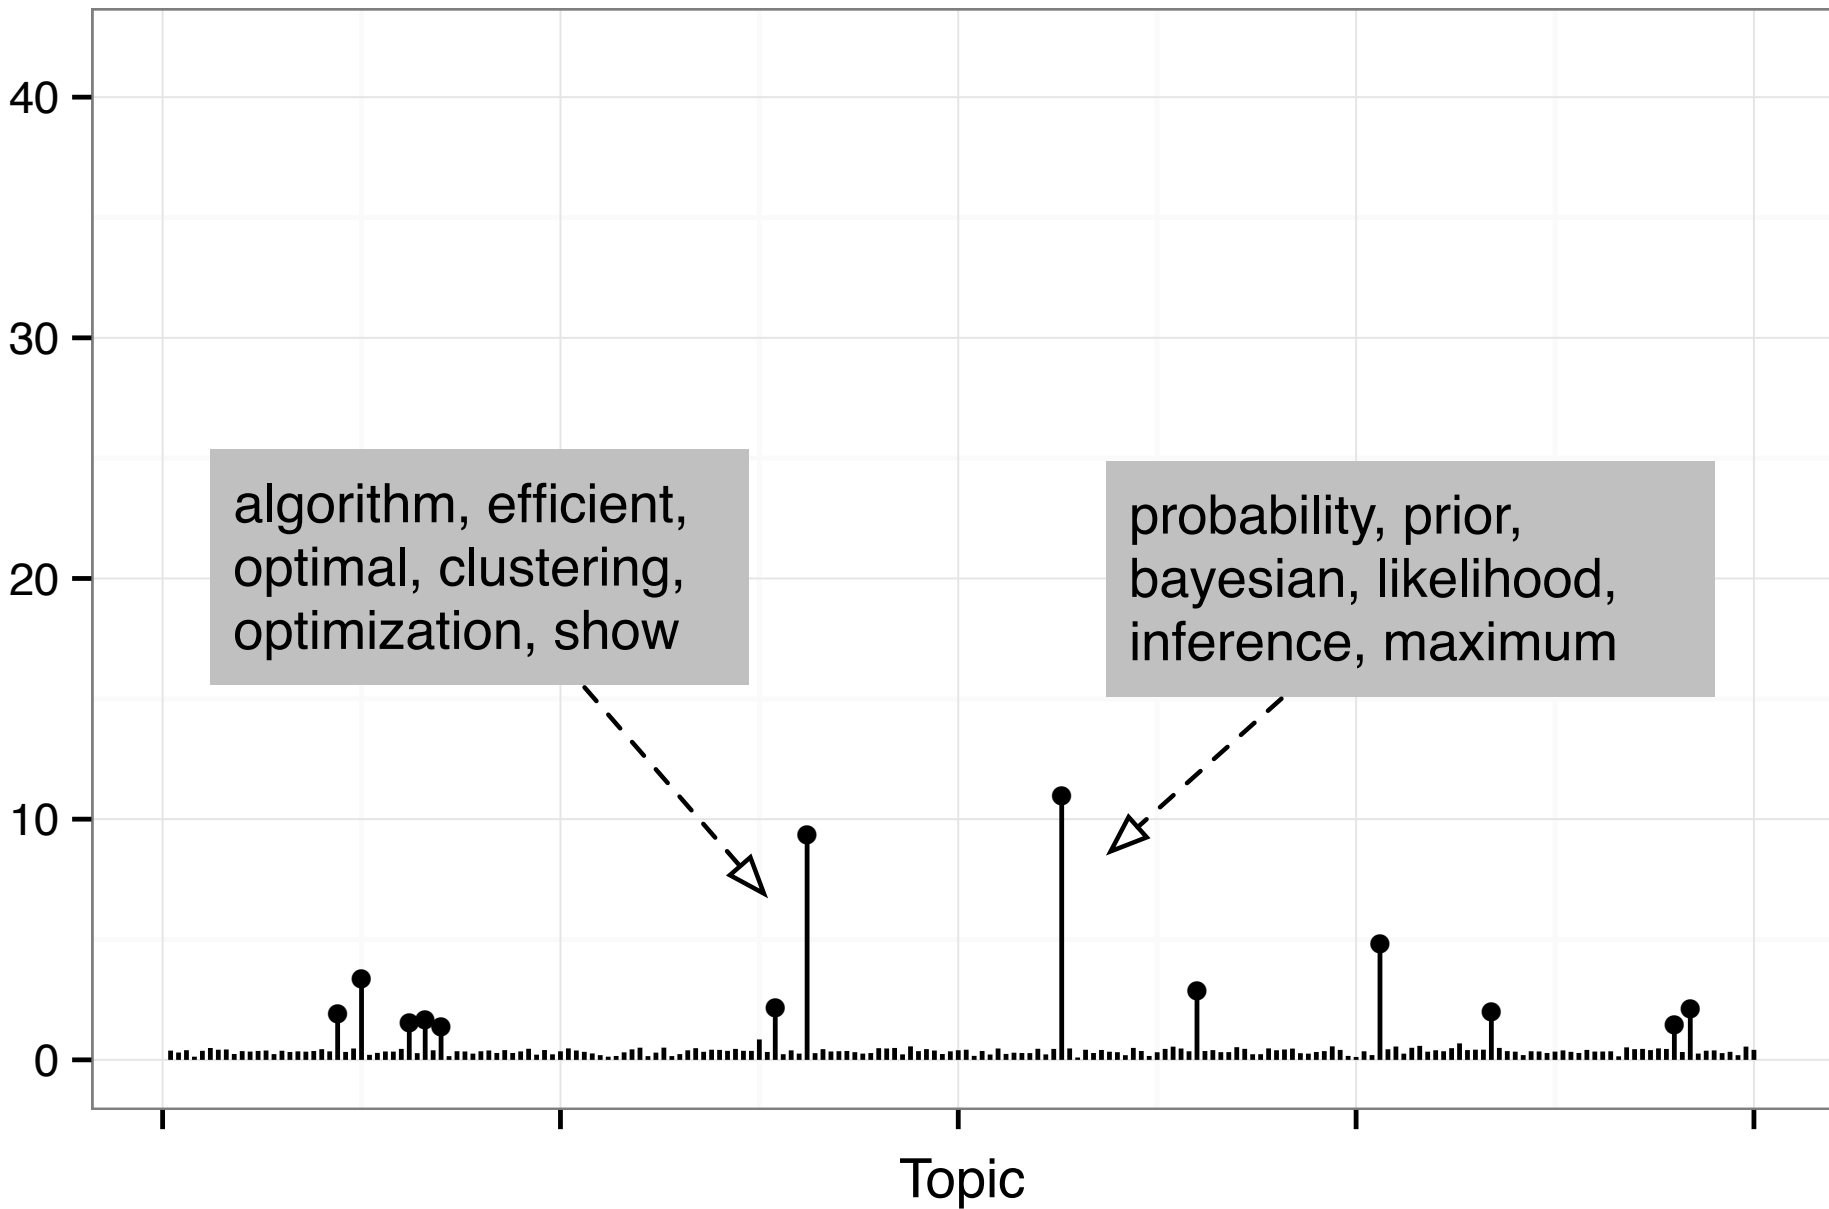 40
30
20
10
0
algorithm, efficient,
optimal, clustering,
optimization, show
probability, prior,
bayesian, likelihood,
inference, maximum
Topic